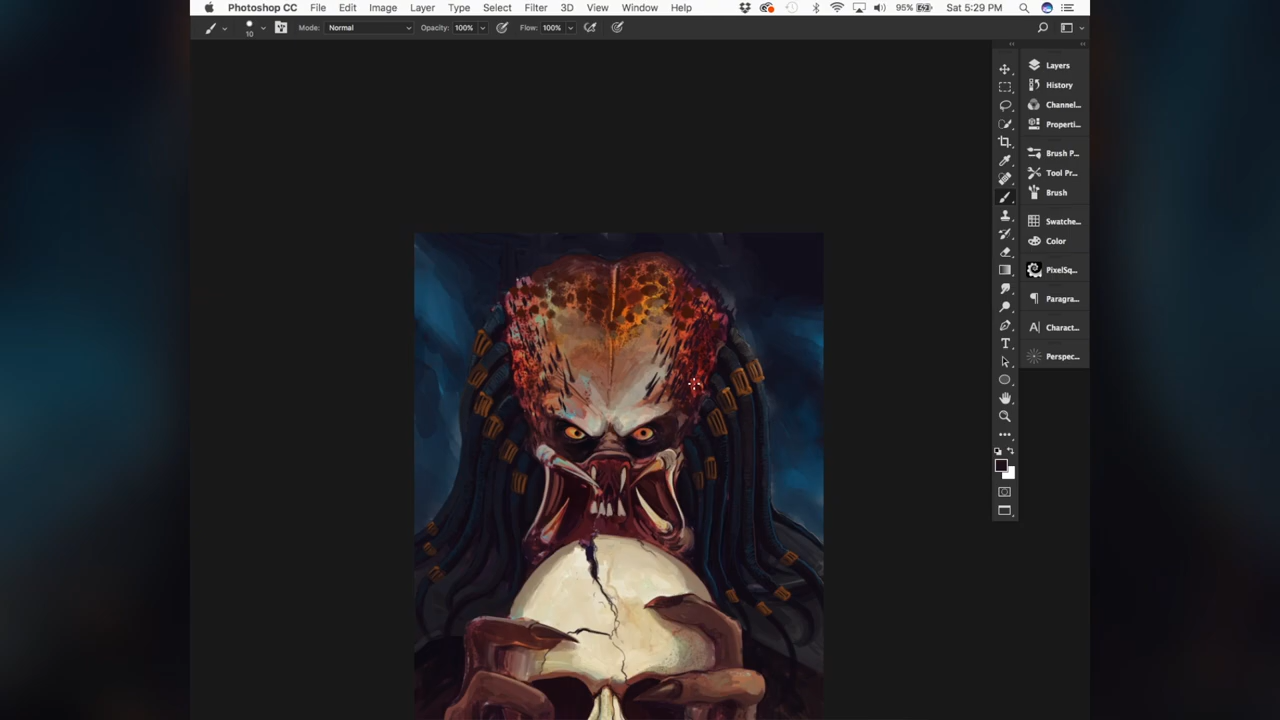 Photoshop CC File Edit Image Layer Type Select Filter 3D View Window Help 95% Sat 5:29 PM
10 Mode: Normal Opacity: 100% Flow: 100%
Layers
History
Channel...
Properti...
Brush P...
Tool Pr...
Brush
Swatche...
Color
PixelSq...
Paragra...
Charact...
Perspec...